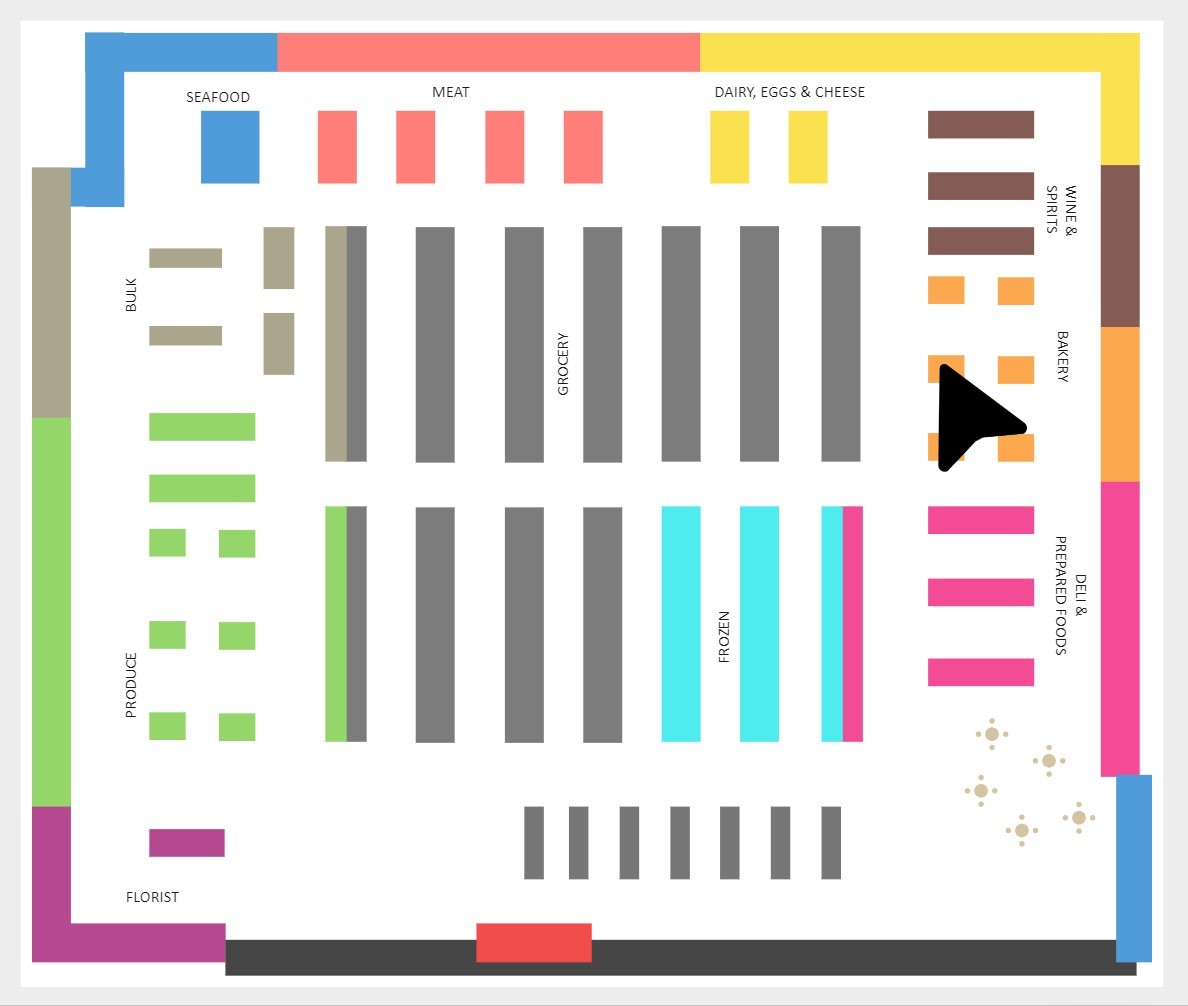 SEAFOOD
MEAT
DAIRY, EGGS & CHEESE
WINE &
SPIRITS
BULK
GROCERY
BAKERY
DELI &
PREPARED FOODS
FROZEN
PRODUCE
FLORIST